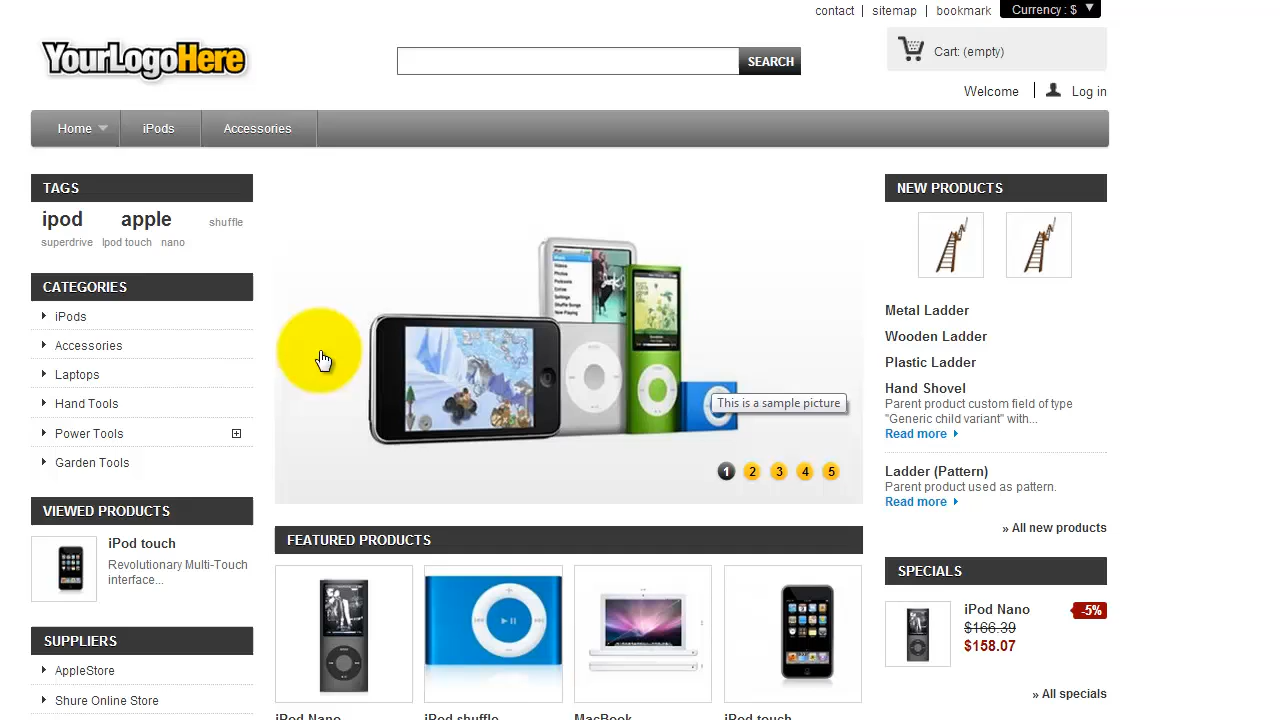 contact | sitemap | bookmark
Currency : $
YourLogoHere
SEARCH
Cart: (empty)
Welcome | Log in
Home
iPods
Accessories
TAGS
ipod apple shuffle
superdrive Ipod touch nano
CATEGORIES
iPods
Accessories
Laptops
Hand Tools
Power Tools
Garden Tools
VIEWED PRODUCTS
iPod touch
Revolutionary Multi-Touch
interface...
SUPPLIERS
AppleStore
Shure Online Store
This is a sample picture
1 2 3 4 5
FEATURED PRODUCTS
iPod Nano
iPod shuffle
MacBook
iPod touch
NEW PRODUCTS
Metal Ladder
Wooden Ladder
Plastic Ladder
Hand Shovel
Parent product custom field of type
"Generic child variant" with...
Read more
Ladder (Pattern)
Parent product used as pattern.
Read more
» All new products
SPECIALS
iPod Nano
-5%
$166.39
$158.07
» All specials